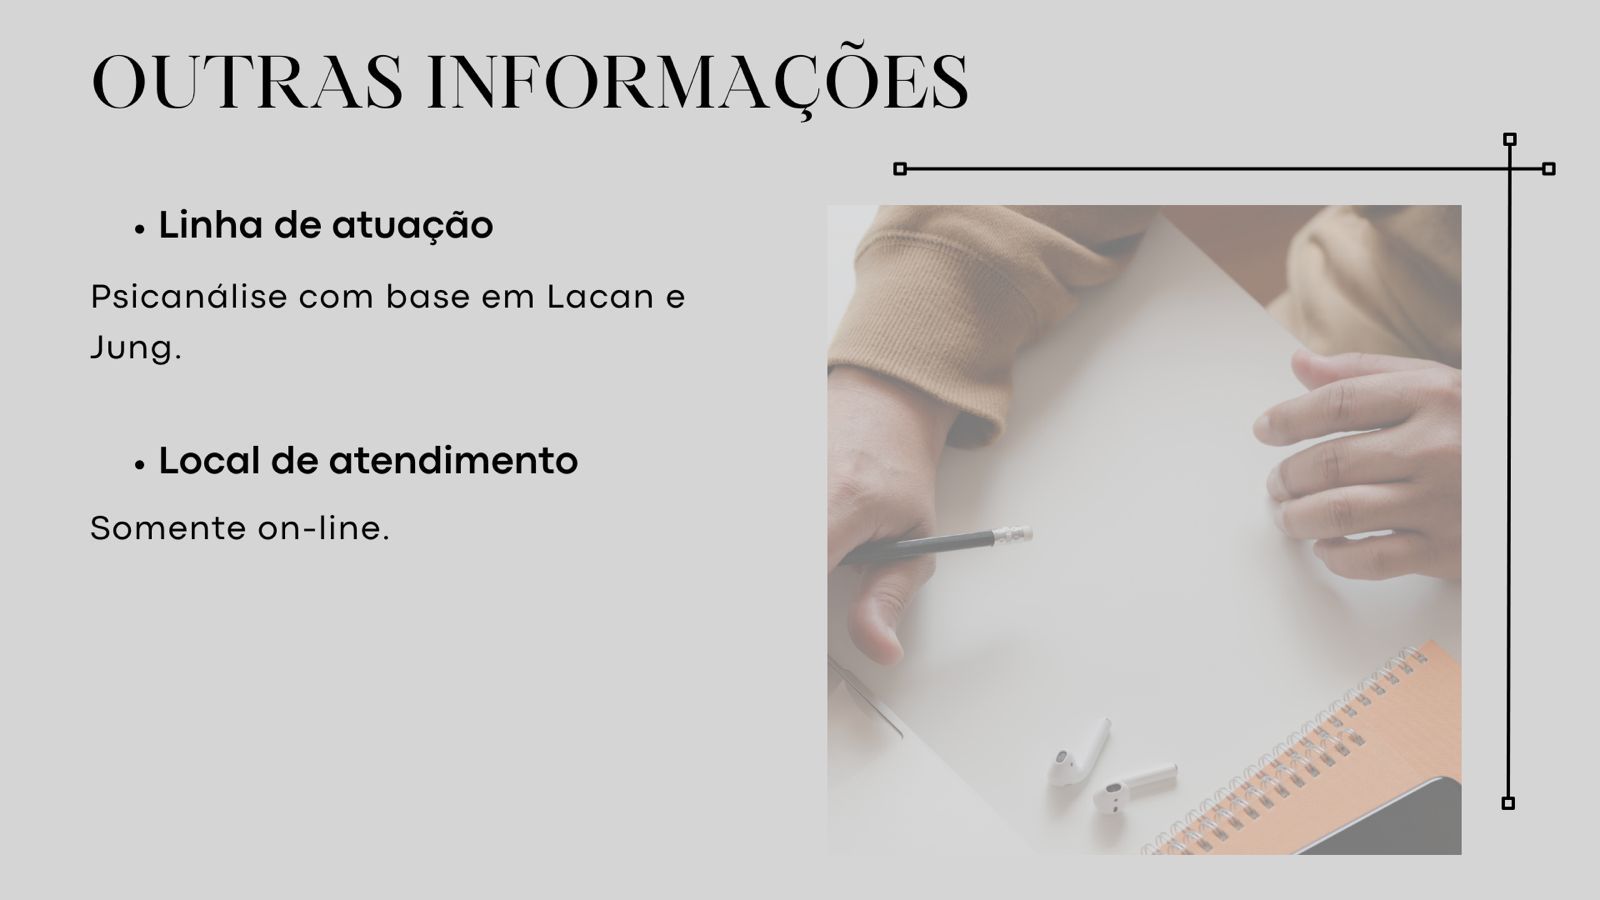 OUTRAS INFORMAÇÕES
• Linha de atuação
Psicanálise com base em Lacan e
Jung.
• Local de atendimento
Somente on-line.